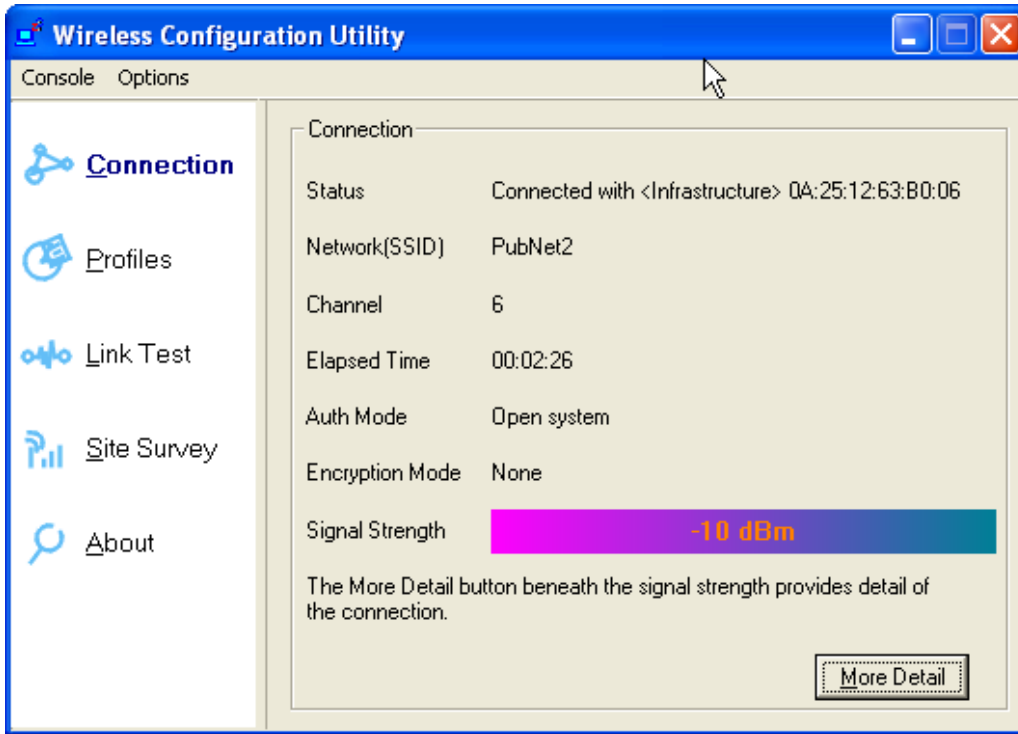 Wireless Configuration Utility
Console Options
Connection
Profiles
Link Test
Site Survey
About
Connection
Status Connected with <Infrastructure> 0A:25:12:63:B0:06
Network(SSID) PubNet2
Channel 6
Elapsed Time 00:02:26
Auth Mode Open system
Encryption Mode None
Signal Strength -10 dBm
The More Detail button beneath the signal strength provides detail of
the connection.
More Detail